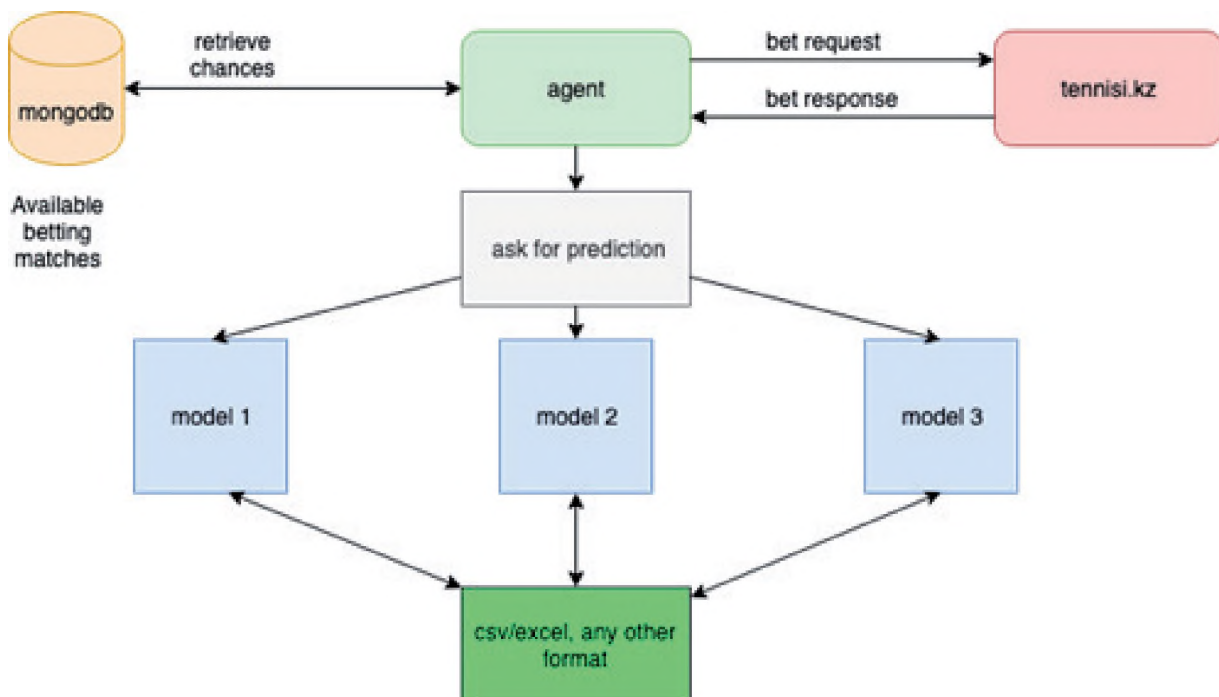 retrieve
chances
bet request
mongodb
agent
bet response
tennisi.kz
Available
betting
matches
ask for prediction
model 1
model 2
model 3
csv/excel, any other
format